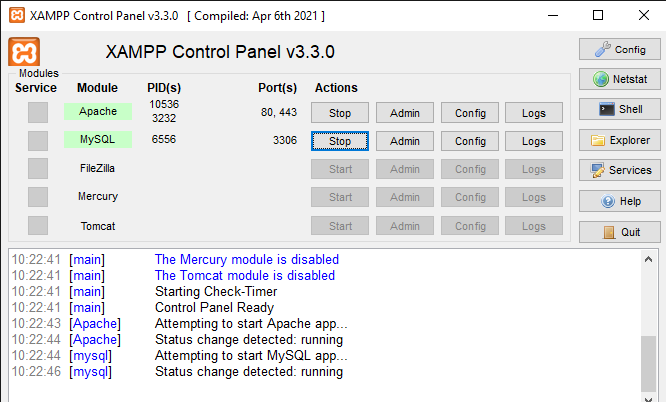 XAMPP Control Panel v3.3.0 [ Compiled: Apr 6th 2021 ]
XAMPP Control Panel v3.3.0
Config
Modules
Service Module PID(s) Port(s) Actions
Netstat
Apache 10536 3232 80, 443 Stop Admin Config Logs
Shell
MySQL 6556 3306 Stop Admin Config Logs
Explorer
FileZilla Start Admin Config Logs
Services
Mercury Start Admin Config Logs
Help
Tomcat Start Admin Config Logs
Quit
10:22:41 [main] The Mercury module is disabled
10:22:41 [main] The Tomcat module is disabled
10:22:41 [main] Starting Check-Timer
10:22:41 [main] Control Panel Ready
10:22:43 [Apache] Attempting to start Apache app...
10:22:44 [Apache] Status change detected: running
10:22:44 [mysql] Attempting to start MySQL app...
10:22:46 [mysql] Status change detected: running